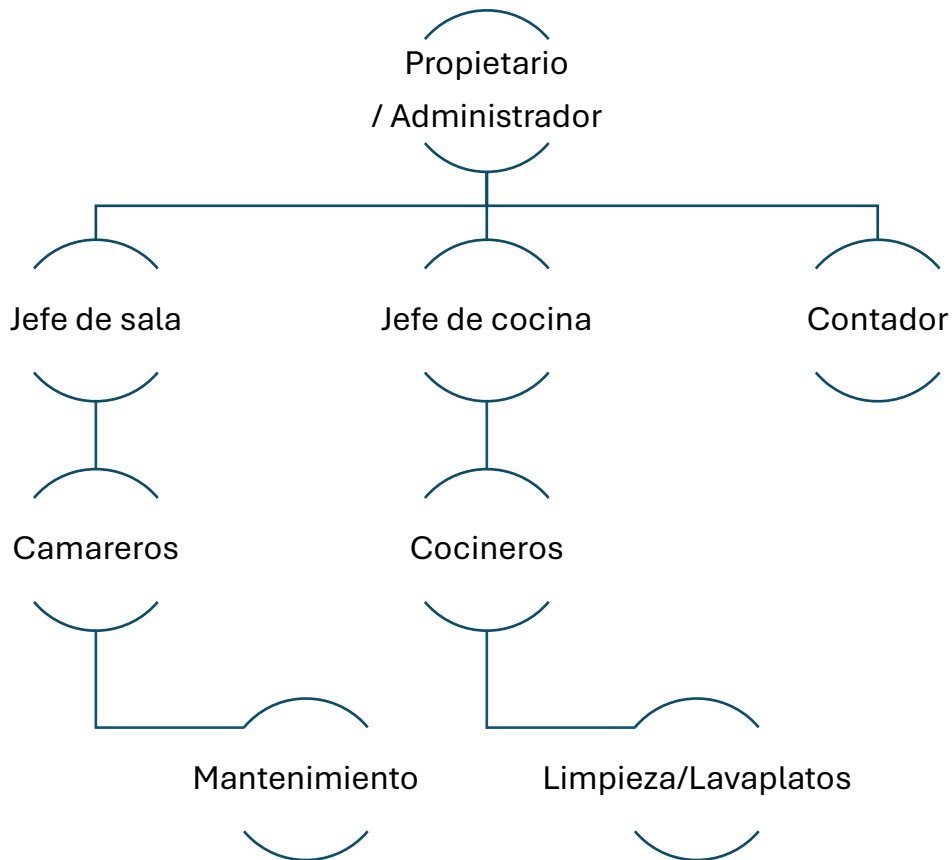 Propietario
/ Administrador
Jefe de sala
Jefe de cocina
Contador
Camareros
Cocineros
Mantenimiento
Limpieza/Lavaplatos